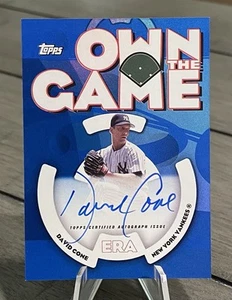 Topps
OWN
THE
GAME
David Cone
TOPPS CERTIFIED AUTOGRAPH ISSUE
DAVID CONE
ERA
NEW YORK YANKEES®